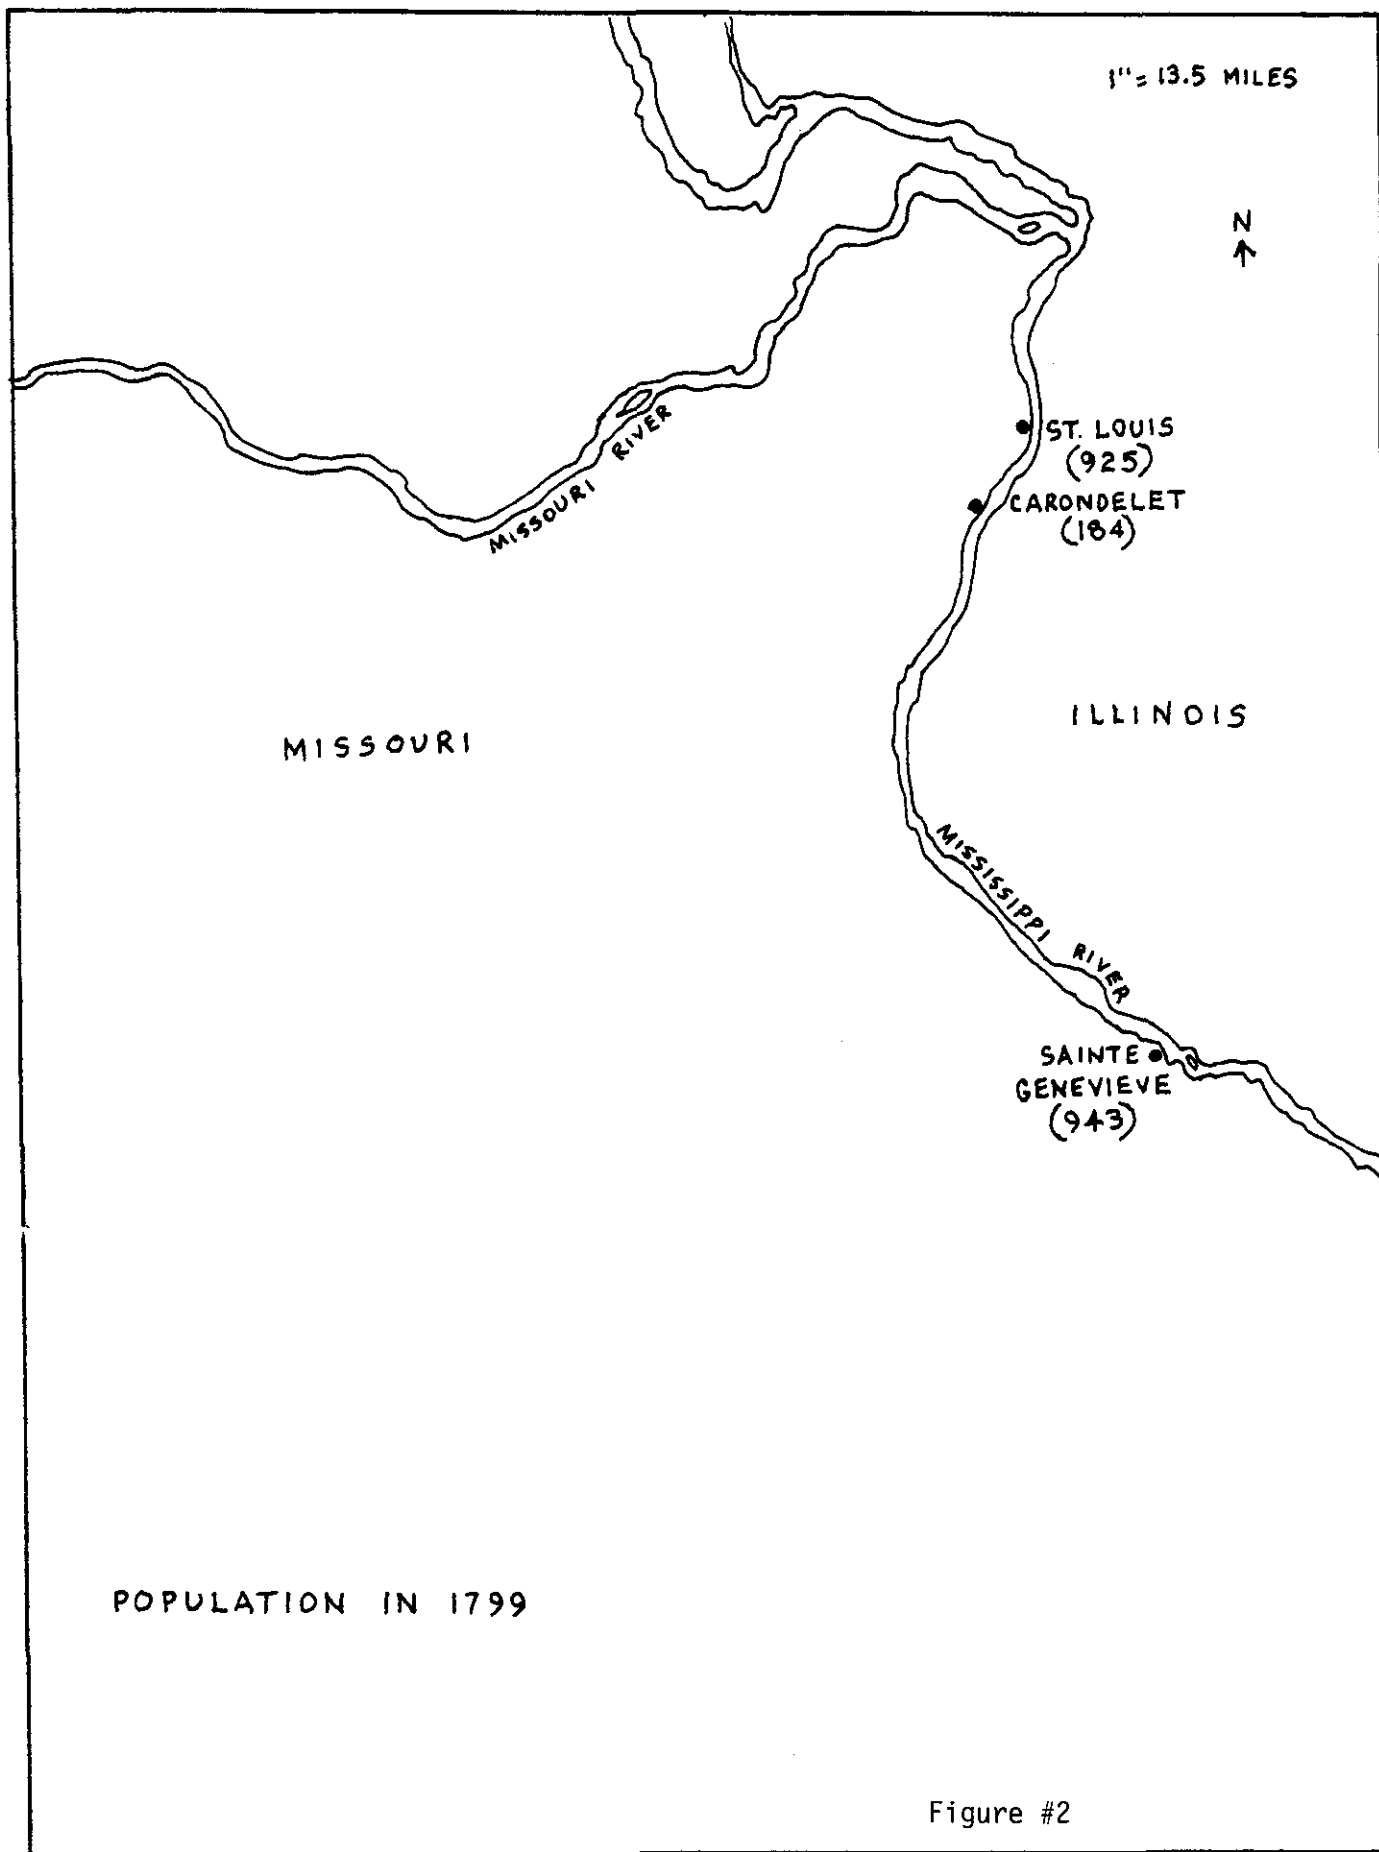 1" = 13.5 MILES
N
ST. LOUIS
(925)
MISSOURI RIVER
CARONDELET
(184)
ILLINOIS
MISSOURI
MISSISSIPPI RIVER
SAINTE
GENEVIEVE
(943)
POPULATION IN 1799
Figure #2